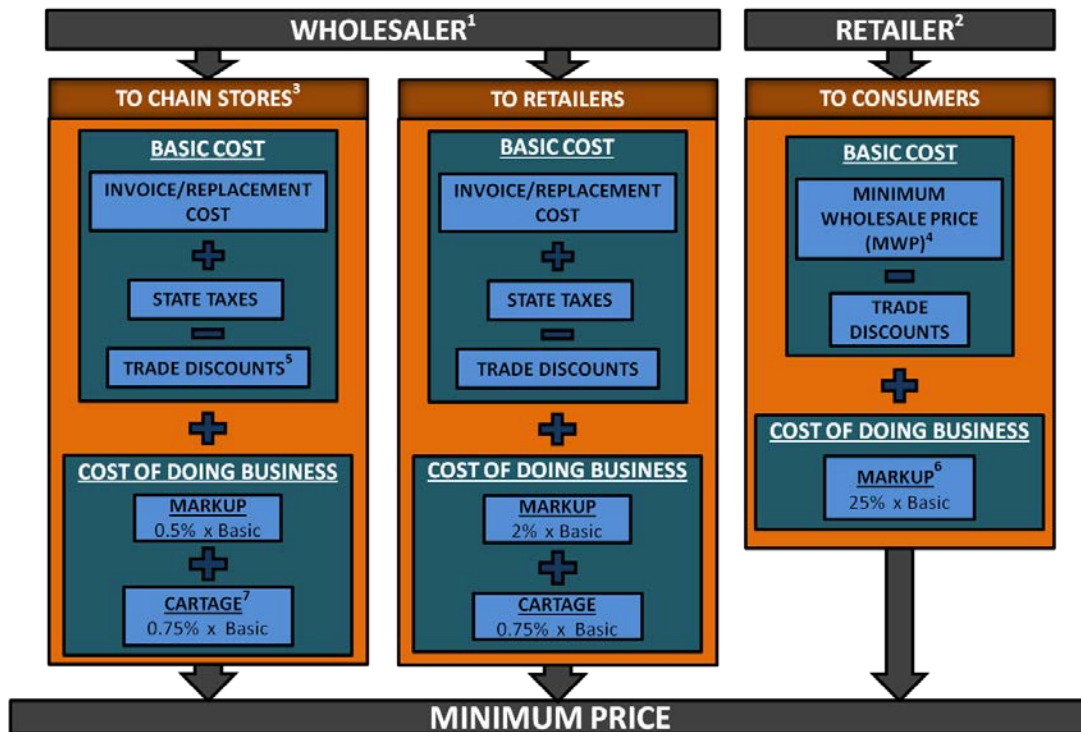 WHOLESALER¹
RETAILER²
TO CHAIN STORES³
BASIC COST
INVOICE/REPLACEMENT
COST
STATE TAXES
TRADE DISCOUNTS⁵
COST OF DOING BUSINESS
MARKUP
0.5% x Basic
CARTAGE⁷
0.75% x Basic
TO RETAILERS
BASIC COST
INVOICE/REPLACEMENT
COST
STATE TAXES
TRADE DISCOUNTS
COST OF DOING BUSINESS
MARKUP
2% x Basic
CARTAGE
0.75% x Basic
TO CONSUMERS
BASIC COST
MINIMUM
WHOLESALE PRICE
(MWP)⁴
TRADE
DISCOUNTS
COST OF DOING BUSINESS
MARKUP⁶
25% x Basic
MINIMUM PRICE